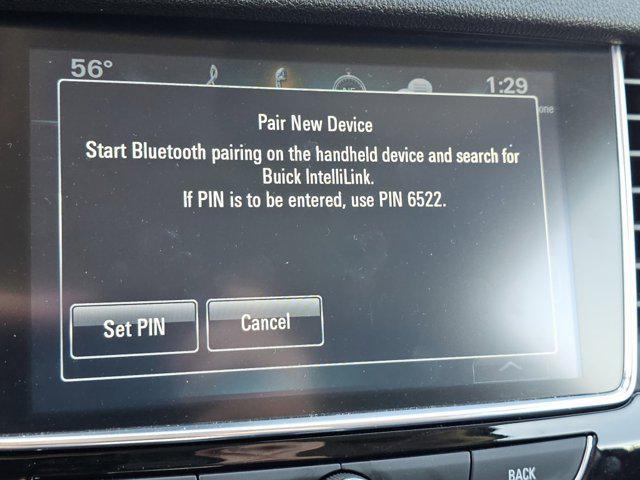 56°
1:29
one
Pair New Device
Start Bluetooth pairing on the handheld device and search for
Buick IntelliLink.
If PIN is to be entered, use PIN 6522.
Set PIN
Cancel
BACK